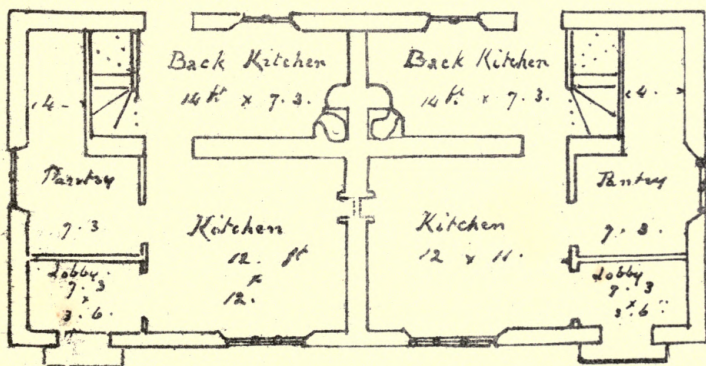 Back Kitchen
14 ft x 7.3.
Back Kitchen
14 ft. x 7.3.
4
4
Pantry
7.3
Kitchen
12. ft
x
12.
Kitchen
12 x 11.
Pantry
7.3.
Lobby
7.3
x
3.6.
Lobby
7.3
x
3.6.